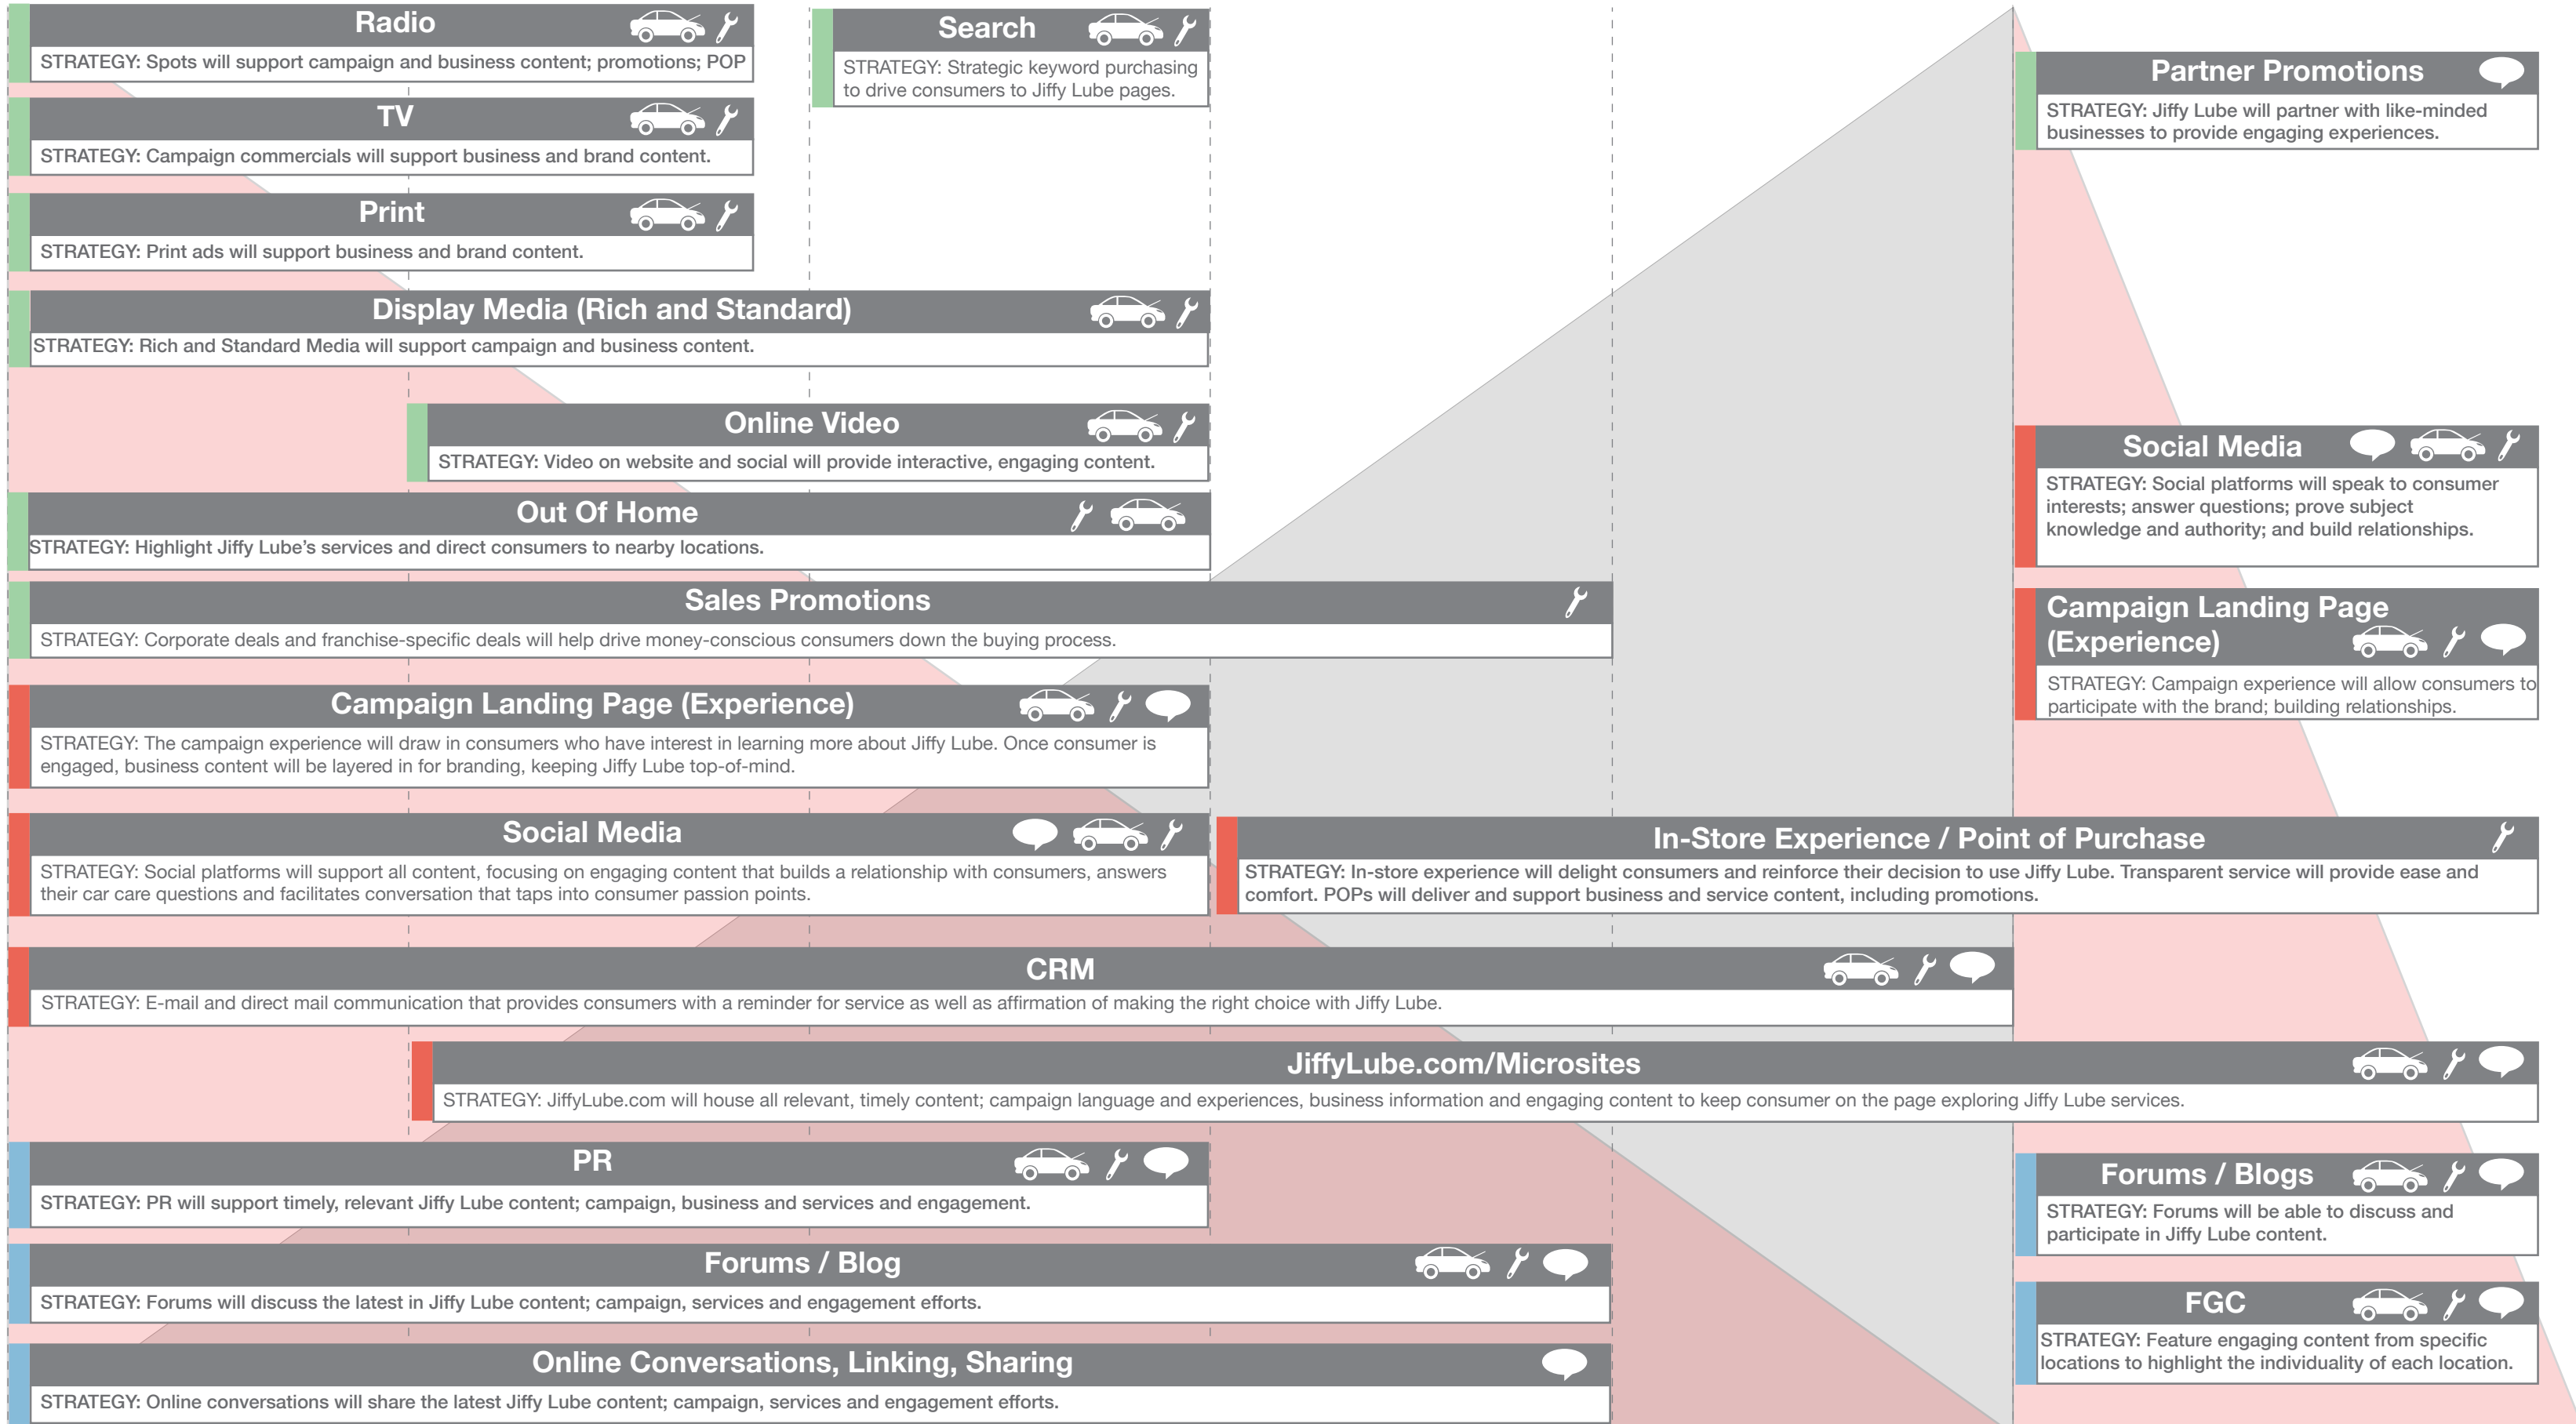 Radio
STRATEGY: Spots will support campaign and business content; promotions; POP
Search
STRATEGY: Strategic keyword purchasing
to drive consumers to Jiffy Lube pages.
Partner Promotions
STRATEGY: Jiffy Lube will partner with like-minded
businesses to provide engaging experiences.
TV
STRATEGY: Campaign commercials will support business and brand content.
Print
STRATEGY: Print ads will support business and brand content.
Display Media (Rich and Standard)
STRATEGY: Rich and Standard Media will support campaign and business content.
Online Video
STRATEGY: Video on website and social will provide interactive, engaging content.
Social Media
STRATEGY: Social platforms will speak to consumer
interests; answer questions; prove subject
knowledge and authority; and build relationships.
Out Of Home
STRATEGY: Highlight Jiffy Lube's services and direct consumers to nearby locations.
Sales Promotions
STRATEGY: Corporate deals and franchise-specific deals will help drive money-conscious consumers down the buying process.
Campaign Landing Page
(Experience)
STRATEGY: Campaign experience will allow consumers to
participate with the brand; building relationships.
Campaign Landing Page (Experience)
STRATEGY: The campaign experience will draw in consumers who have interest in learning more about Jiffy Lube. Once consumer is
engaged, business content will be layered in for branding, keeping Jiffy Lube top-of-mind.
Social Media
STRATEGY: Social platforms will support all content, focusing on engaging content that builds a relationship with consumers, answers
their car care questions and facilitates conversation that taps into consumer passion points.
In-Store Experience / Point of Purchase
STRATEGY: In-store experience will delight consumers and reinforce their decision to use Jiffy Lube. Transparent service will provide ease and
comfort. POPs will deliver and support business and service content, including promotions.
CRM
STRATEGY: E-mail and direct mail communication that provides consumers with a reminder for service as well as affirmation of making the right choice with Jiffy Lube.
JiffyLube.com/Microsites
STRATEGY: JiffyLube.com will house all relevant, timely content; campaign language and experiences, business information and engaging content to keep consumer on the page exploring Jiffy Lube services.
PR
STRATEGY: PR will support timely, relevant Jiffy Lube content; campaign, business and services and engagement.
Forums / Blogs
STRATEGY: Forums will be able to discuss and
participate in Jiffy Lube content.
Forums / Blog
STRATEGY: Forums will discuss the latest in Jiffy Lube content; campaign, services and engagement efforts.
FGC
STRATEGY: Feature engaging content from specific
locations to highlight the individuality of each location.
Online Conversations, Linking, Sharing
STRATEGY: Online conversations will share the latest Jiffy Lube content; campaign, services and engagement efforts.